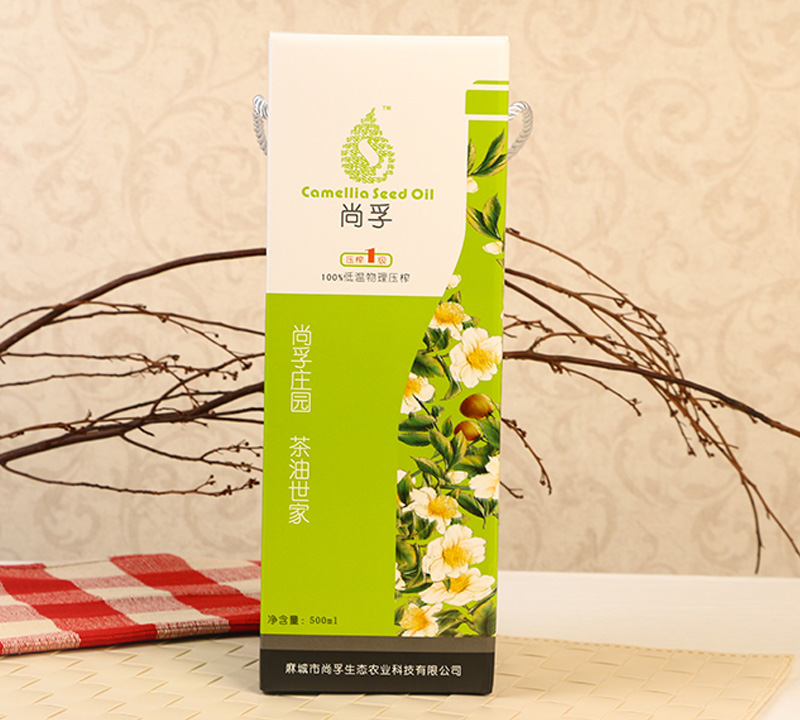 TM
Camellia Seed Oil
尚孚
压榨1级
100%低温物理压榨
尚孚庄园 茶油世家
净含量：500ml
麻城市尚孚生态农业科技有限公司